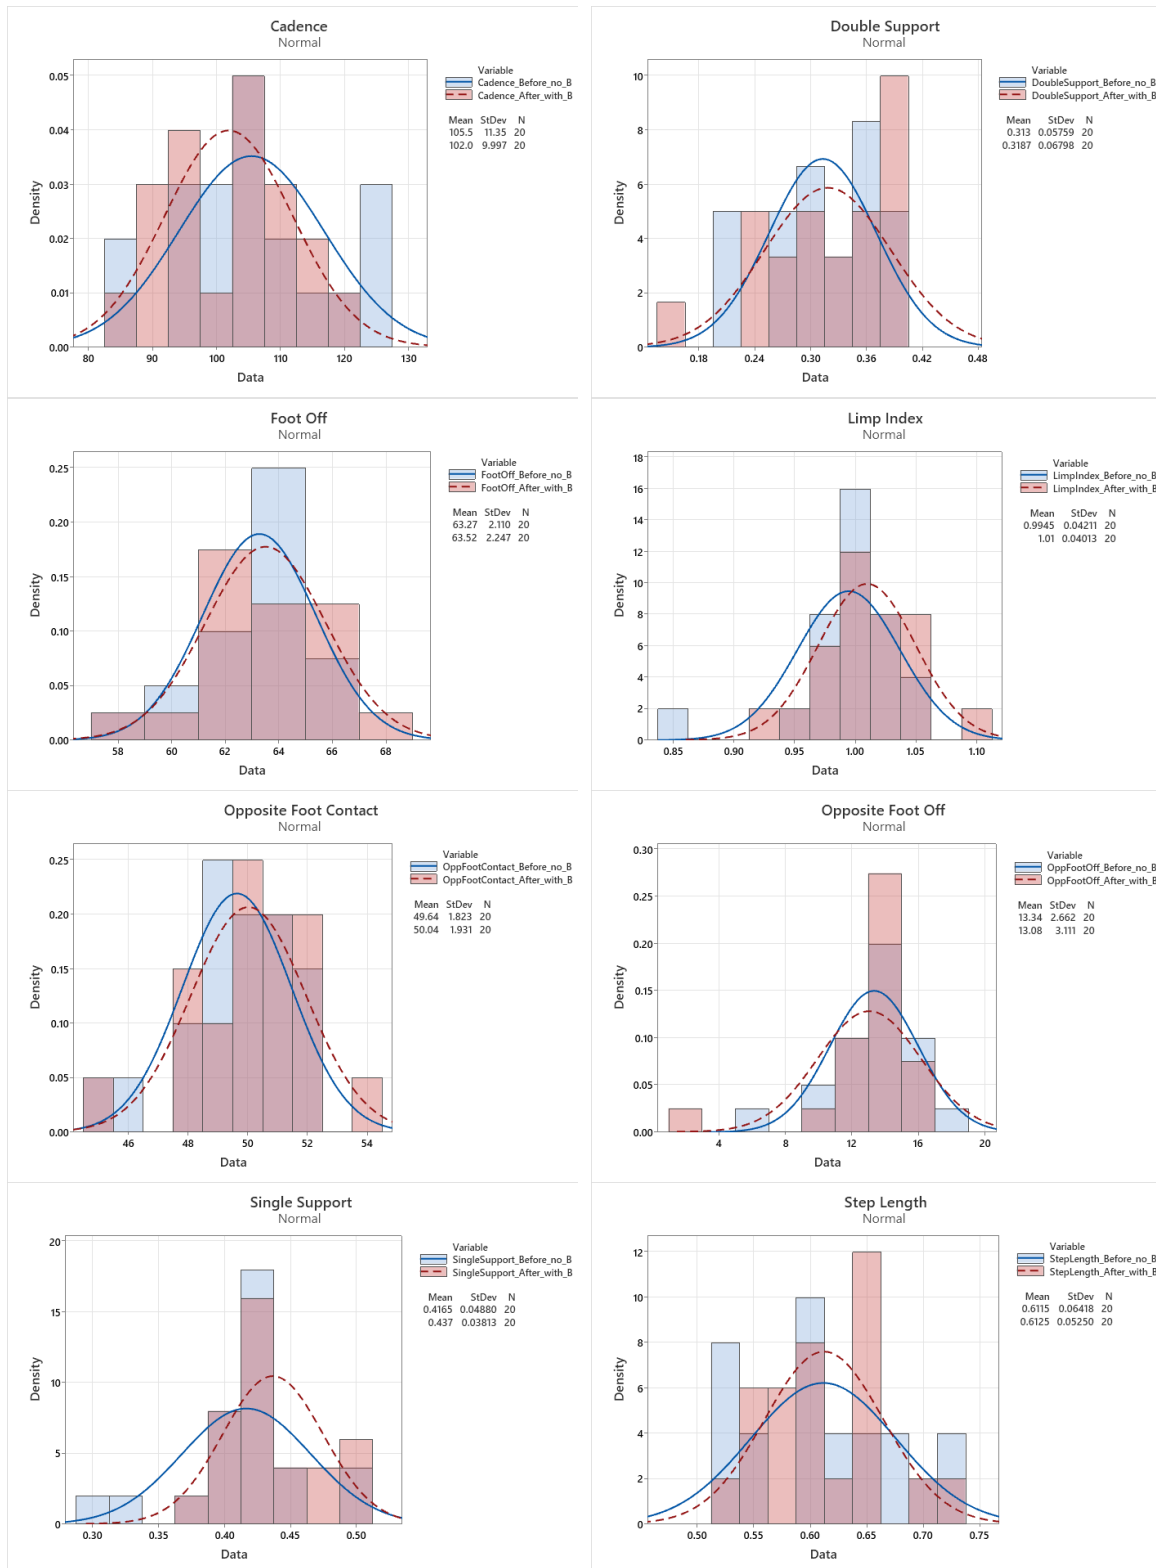 Cadence
Normal
Variable
Cadence_Before_no_B
Cadence_After_with_B
Mean StDev N
105.5 11.35 20
102.0 9.997 20
0.05
0.04
0.03
0.02
0.01
0.00
Density
80 90 100 110 120 130
Data
Double Support
Normal
Variable
DoubleSupport_Before_no_B
DoubleSupport_After_with_B
Mean StDev N
0.313 0.05759 20
0.3187 0.06798 20
10
8
6
4
2
0
Density
0.18 0.24 0.30 0.36 0.42 0.48
Data
Foot Off
Normal
Variable
FootOff_Before_no_B
FootOff_After_with_B
Mean StDev N
63.27 2.110 20
63.52 2.247 20
0.25
0.20
0.15
0.10
0.05
0.00
Density
58 60 62 64 66 68
Data
Limp Index
Normal
Variable
LimpIndex_Before_no_B
LimpIndex_After_with_B
Mean StDev N
0.9945 0.04211 20
1.01 0.04013 20
18
16
14
12
10
8
6
4
2
0
Density
0.85 0.90 0.95 1.00 1.05 1.10
Data
Opposite Foot Contact
Normal
Variable
OppFootContact_Before_no_B
OppFootContact_After_with_B
Mean StDev N
49.64 1.823 20
50.04 1.931 20
0.25
0.20
0.15
0.10
0.05
0.00
Density
46 48 50 52 54
Data
Opposite Foot Off
Normal
Variable
OppFootOff_Before_no_B
OppFootOff_After_with_B
Mean StDev N
13.34 2.662 20
13.08 3.111 20
0.30
0.25
0.20
0.15
0.10
0.05
0.00
Density
4 8 12 16 20
Data
Single Support
Normal
Variable
SingleSupport_Before_no_B
SingleSupport_After_with_B
Mean StDev N
0.4165 0.04880 20
0.437 0.03813 20
20
15
10
5
0
Density
0.30 0.35 0.40 0.45 0.50
Data
Step Length
Normal
Variable
StepLength_Before_no_B
StepLength_After_with_B
Mean StDev N
0.6115 0.06418 20
0.6125 0.05250 20
12
10
8
6
4
2
0
Density
0.50 0.55 0.60 0.65 0.70 0.75
Data